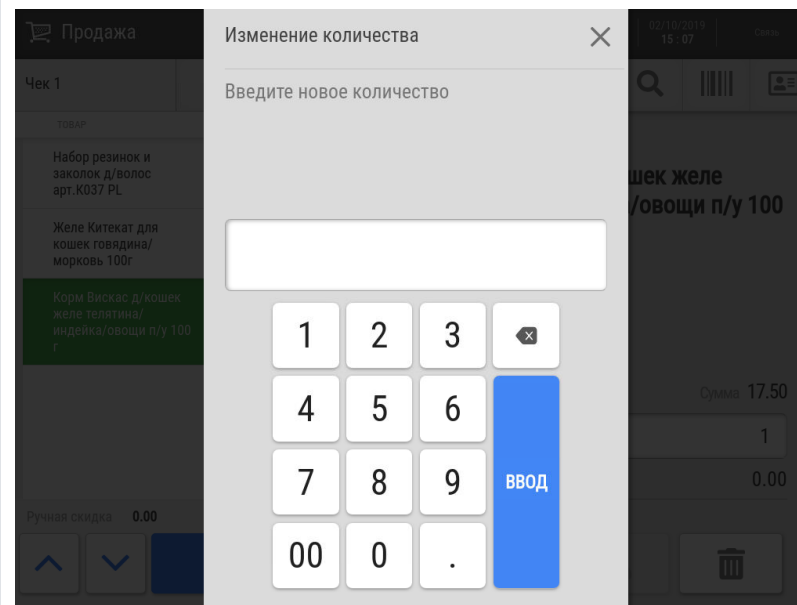 Продажа
Изменение количества
02/10/2019
15 : 07
Связь
Чек 1
Введите новое количество
ТОВАР
Набор резинок и
заколок д/волос
арт.K037 PL
шек желе
/овощи п/у 100
Желе Китекат для
кошек говядина/
морковь 100г
Корм Вискас д/кошек
желе телятина/
индейка/овощи п/у 100
г
1
2
3
4
5
6
7
8
9
ВВОД
00
0
.
Сумма 17.50
1
0.00
Ручная скидка 0.00